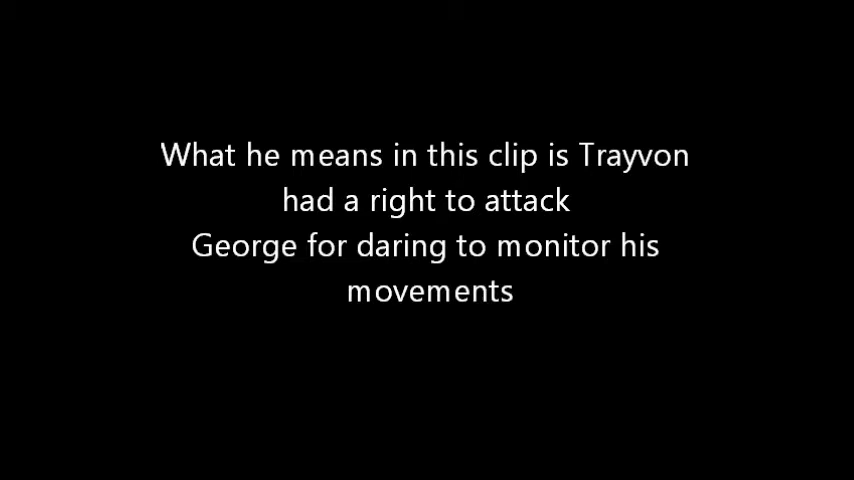 What he means in this clip is Trayvon
had a right to attack
George for daring to monitor his
movements